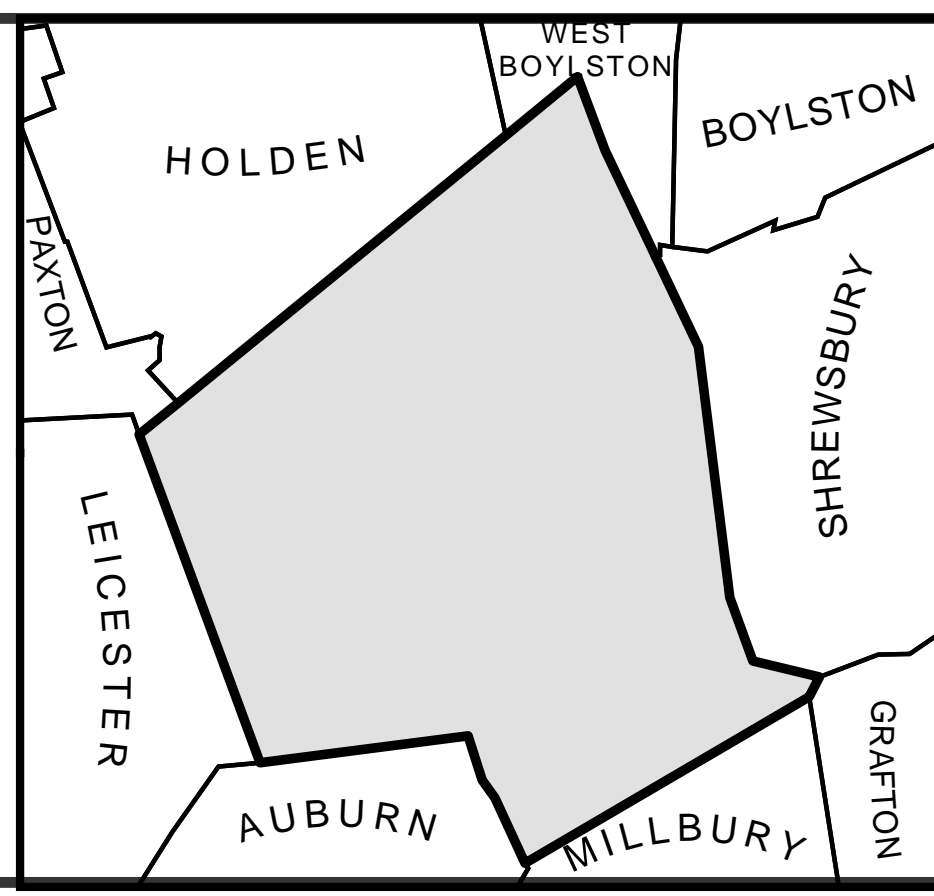 WEST
BOYLSTON
BOYLSTON
HOLDEN
PAXTON
SHREWSBURY
LEICESTER
GRAFTON
AUBURN
MILLBURY